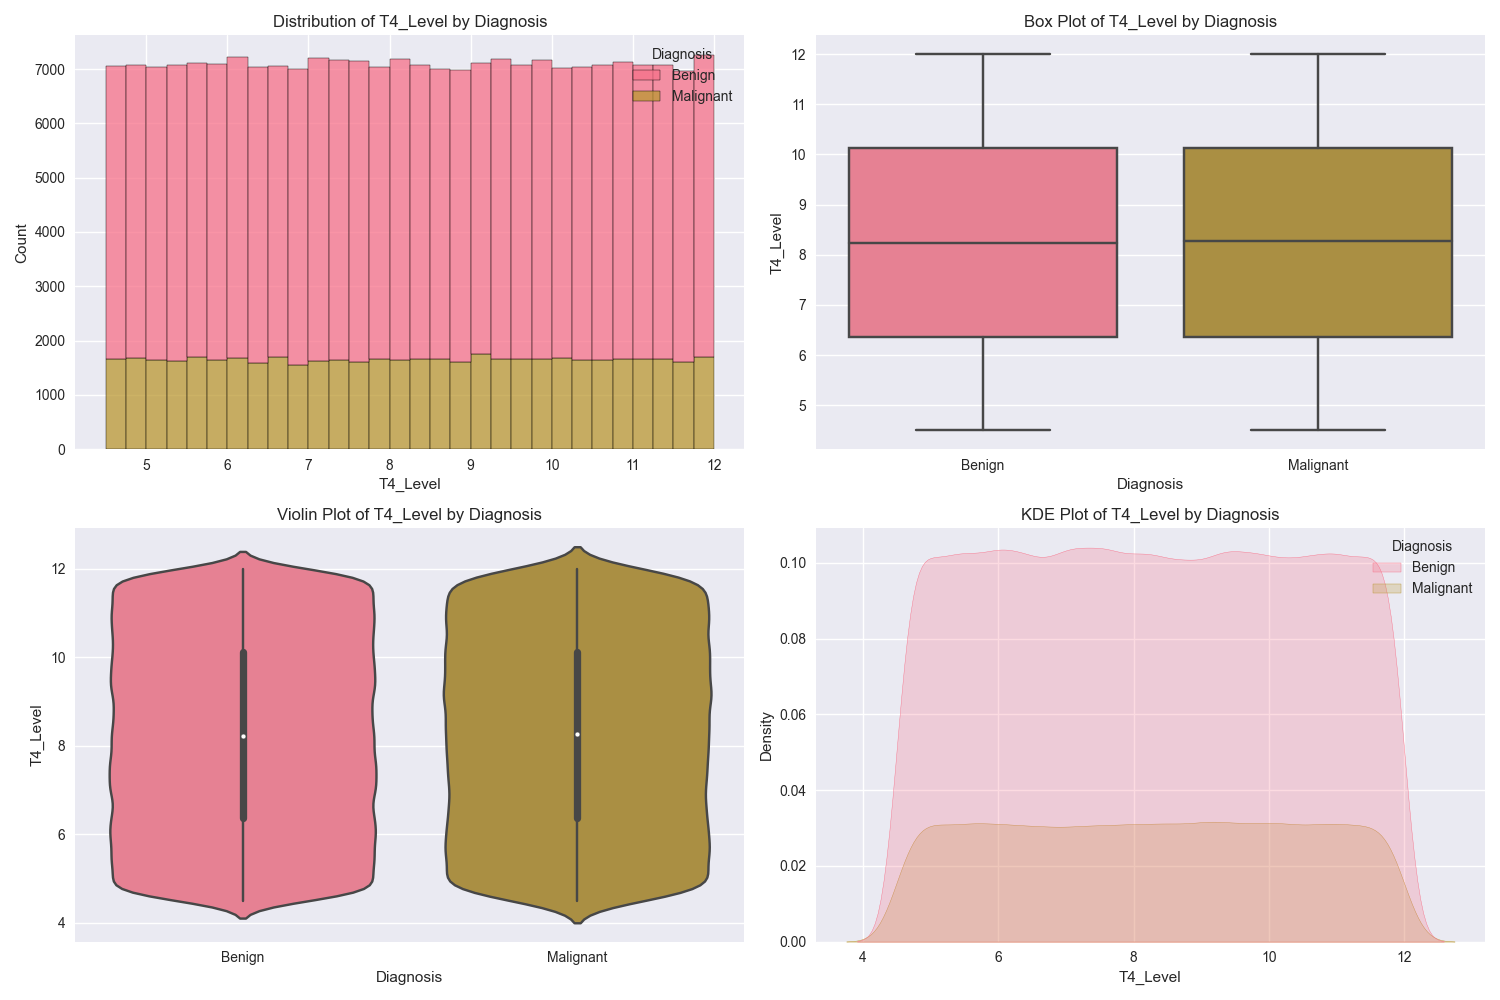 Distribution of T4_Level by Diagnosis
Count
7000
6000
5000
4000
3000
2000
1000
0
Diagnosis
Benign
Malignant
5 6 7 8 9 10 11 12
T4_Level
Box Plot of T4_Level by Diagnosis
T4_Level
12
11
10
9
8
7
6
5
Benign Malignant
Diagnosis
Violin Plot of T4_Level by Diagnosis
T4_Level
12
10
8
6
4
Benign Malignant
Diagnosis
KDE Plot of T4_Level by Diagnosis
Density
0.10
0.08
0.06
0.04
0.02
0.00
Diagnosis
Benign
Malignant
4 6 8 10 12
T4_Level